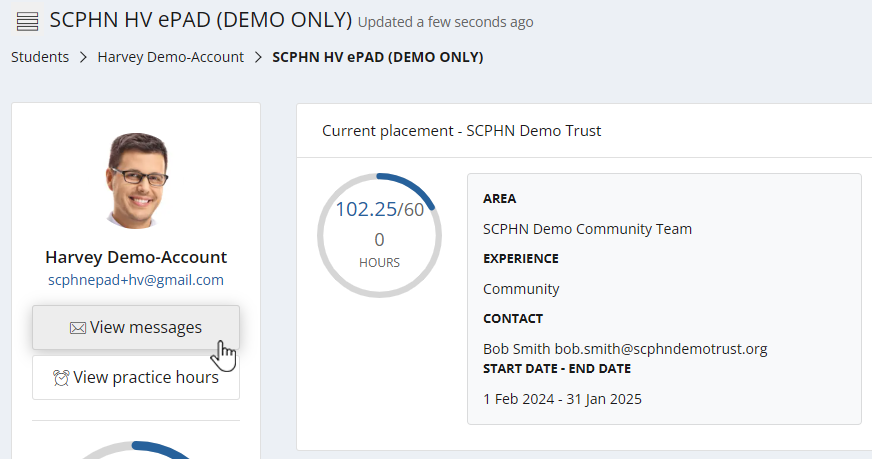 SCPHN HV ePAD (DEMO ONLY) Updated a few seconds ago
Students > Harvey Demo-Account > SCPHN HV ePAD (DEMO ONLY)
Harvey Demo-Account
scphnepad+hv@gmail.com
View messages
View practice hours
Current placement - SCPHN Demo Trust
102.25/60
0
HOURS
AREA
SCPHN Demo Community Team
EXPERIENCE
Community
CONTACT
Bob Smith bob.smith@scphndemotrust.org
START DATE - END DATE
1 Feb 2024 - 31 Jan 2025